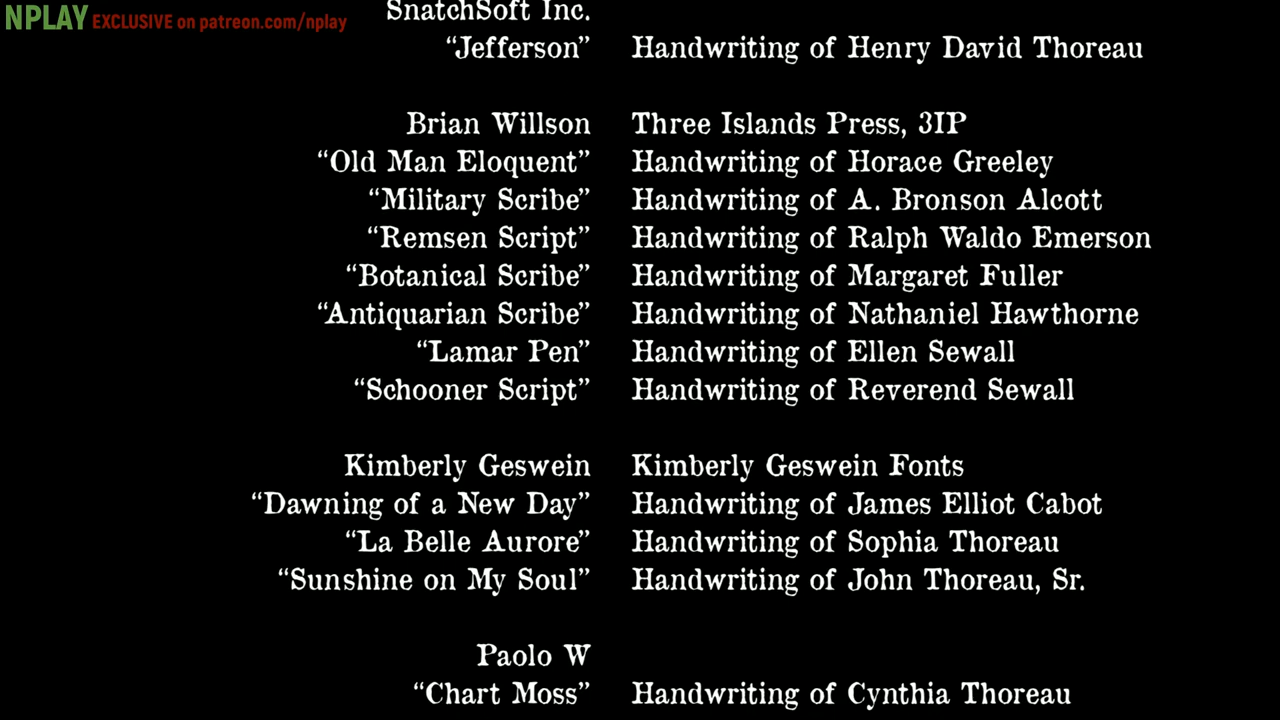 NPLAY EXCLUSIVE on patreon.com/nplay
SnatchSoft Inc.
“Jefferson” Handwriting of Henry David Thoreau
Brian Willson Three Islands Press, 3IP
“Old Man Eloquent” Handwriting of Horace Greeley
“Military Scribe” Handwriting of A. Bronson Alcott
“Remsen Script” Handwriting of Ralph Waldo Emerson
“Botanical Scribe” Handwriting of Margaret Fuller
“Antiquarian Scribe” Handwriting of Nathaniel Hawthorne
“Lamar Pen” Handwriting of Ellen Sewall
“Schooner Script” Handwriting of Reverend Sewall
Kimberly Geswein Kimberly Geswein Fonts
“Dawning of a New Day” Handwriting of James Elliot Cabot
“La Belle Aurore” Handwriting of Sophia Thoreau
“Sunshine on My Soul” Handwriting of John Thoreau, Sr.
Paolo W
“Chart Moss” Handwriting of Cynthia Thoreau